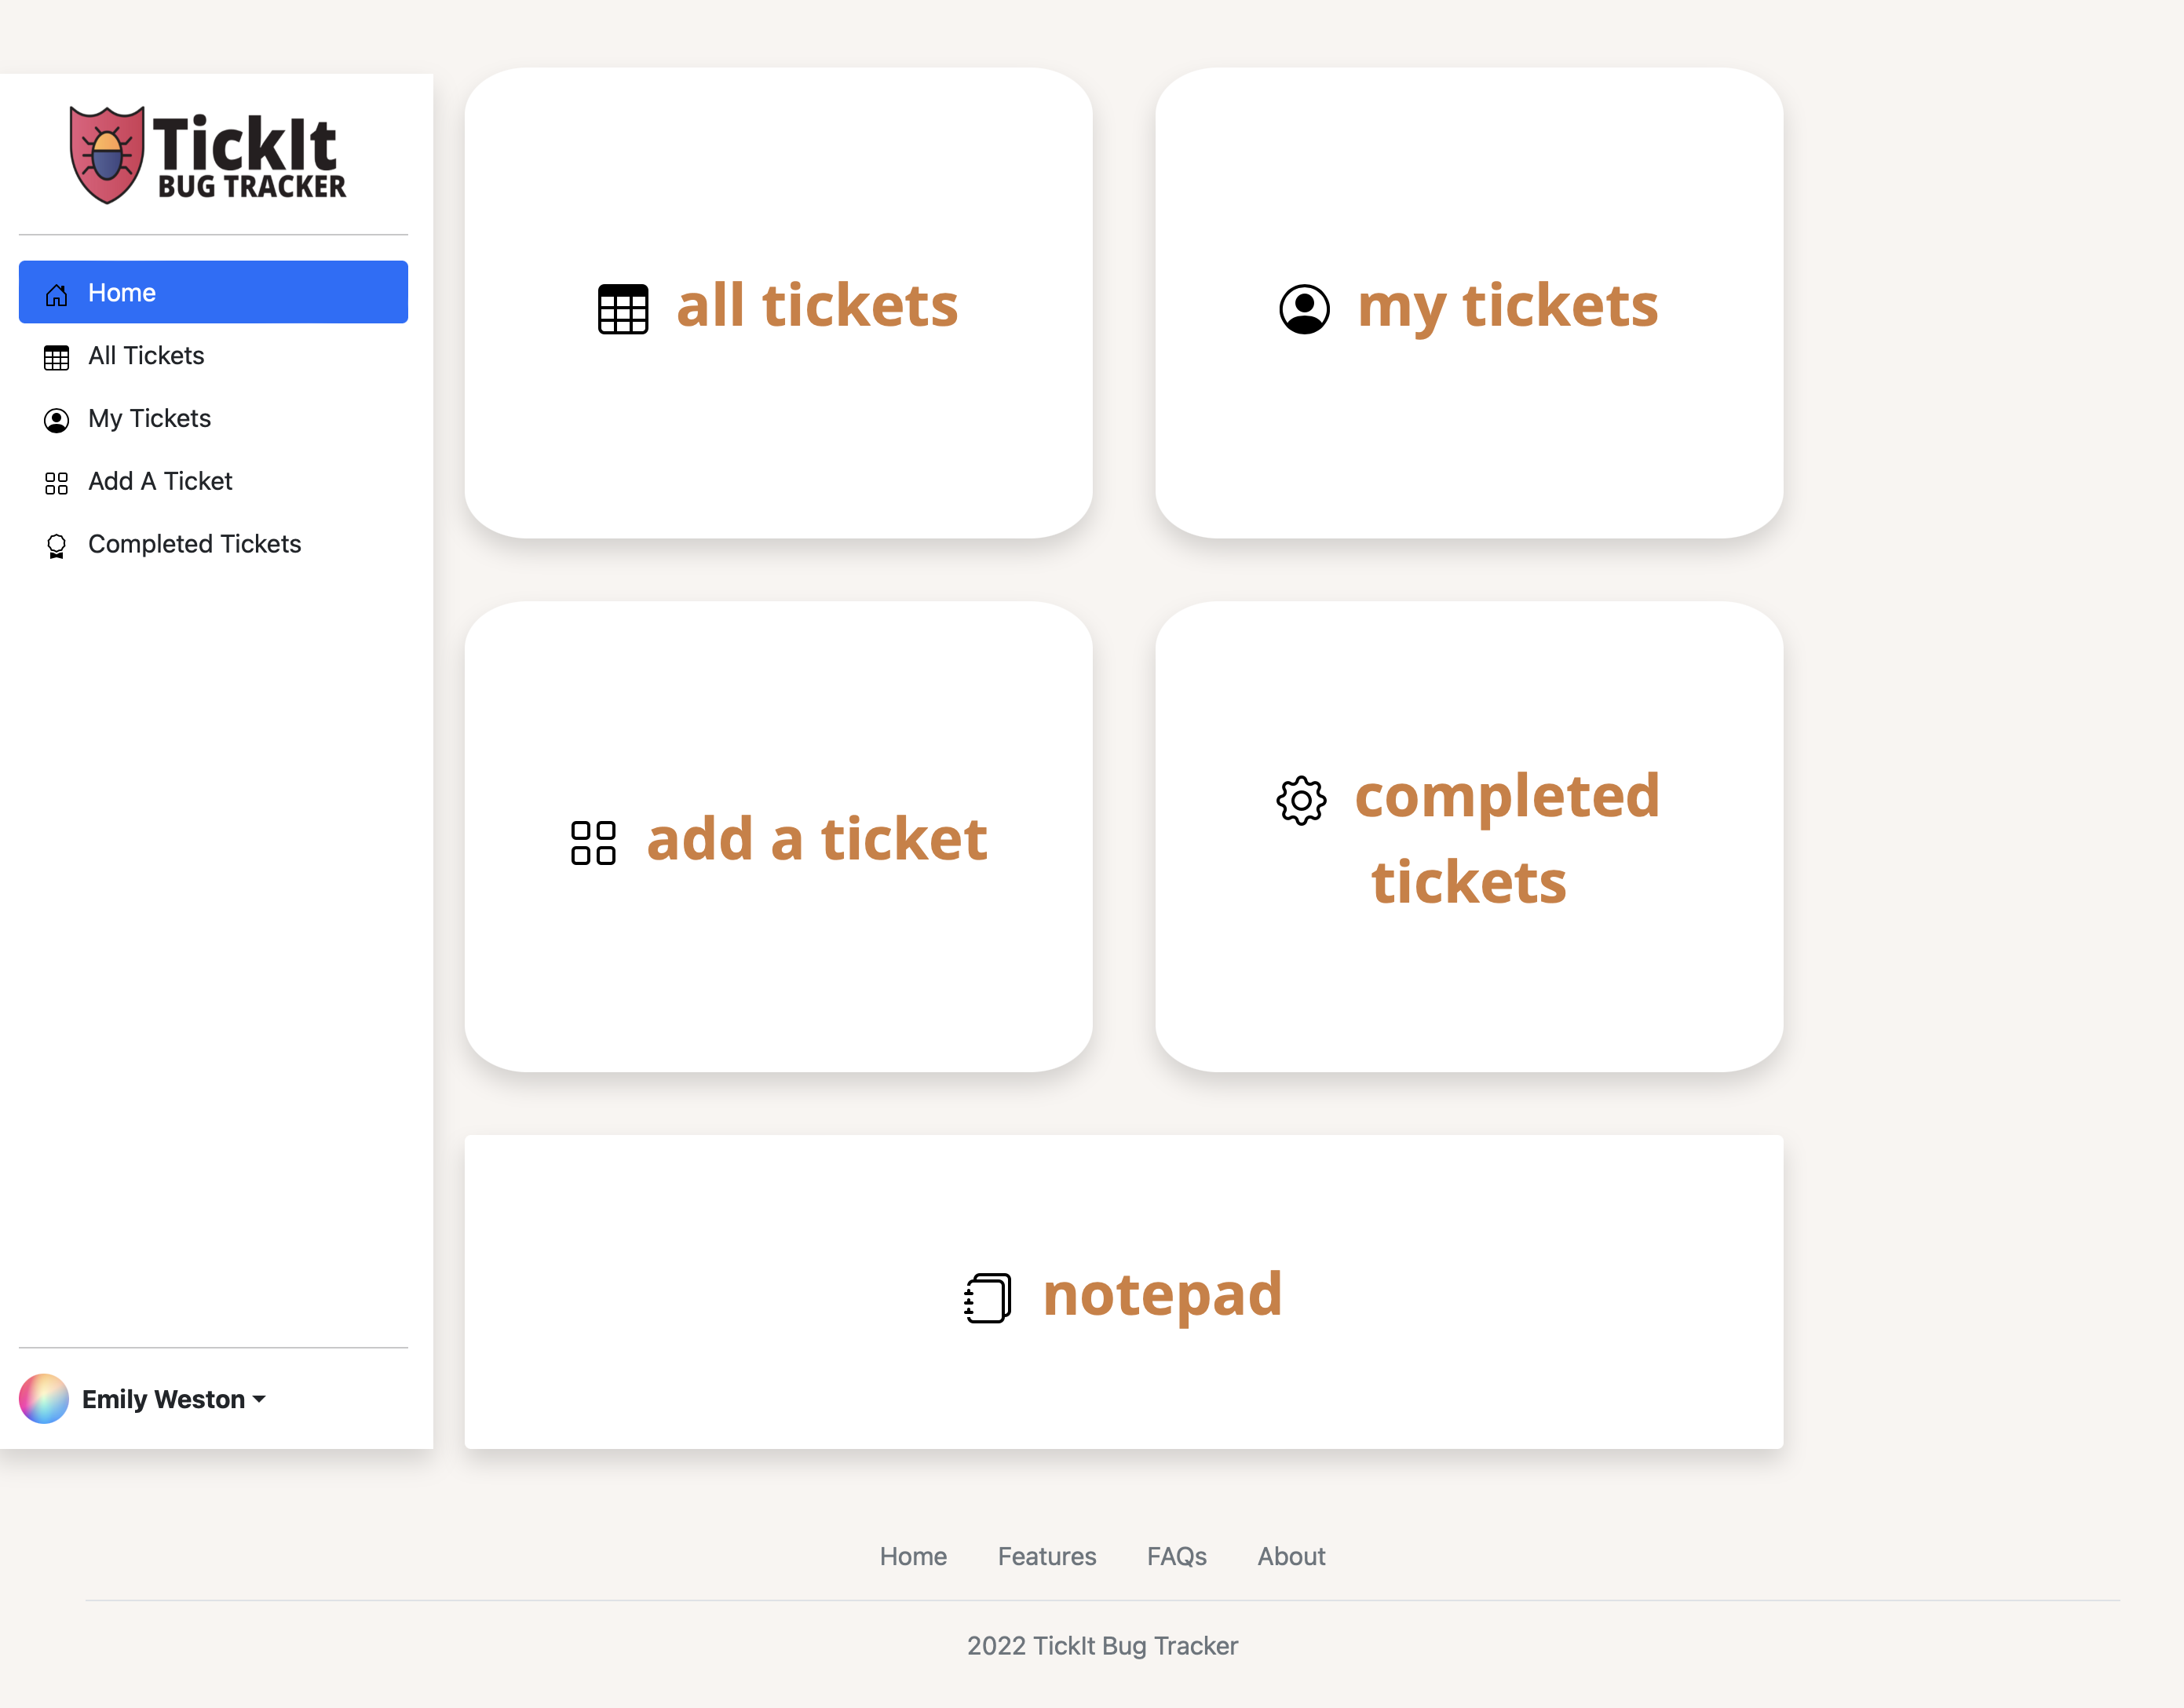 TickIt
BUG TRACKER
Home
All Tickets
My Tickets
Add A Ticket
Completed Tickets
Emily Weston
all tickets
my tickets
add a ticket
completed
tickets
notepad
Home Features FAQs About
2022 TickIt Bug Tracker